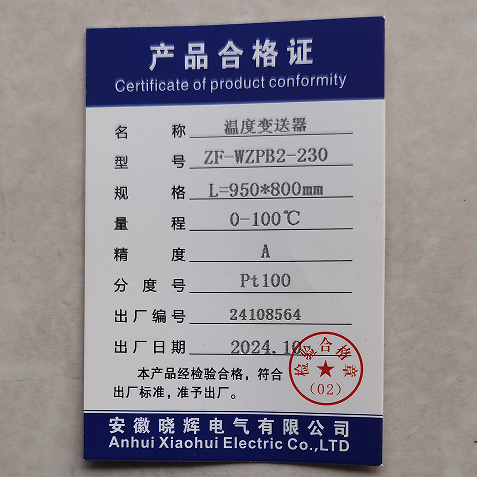 产品合格证
Certificate of product conformity
名称 温度变送器
型号 ZF-WZPB2-230
规格 L=950*800mm
量程 0-100℃
精度 A
分度号 Pt100
出厂编号 24108564
出厂日期 2024.10
检验合格章
(02)
本产品经检验合格，符合
出厂标准，准予出厂。
安徽晓辉电气有限公司
Anhui Xiaohui Electric Co.,LTD